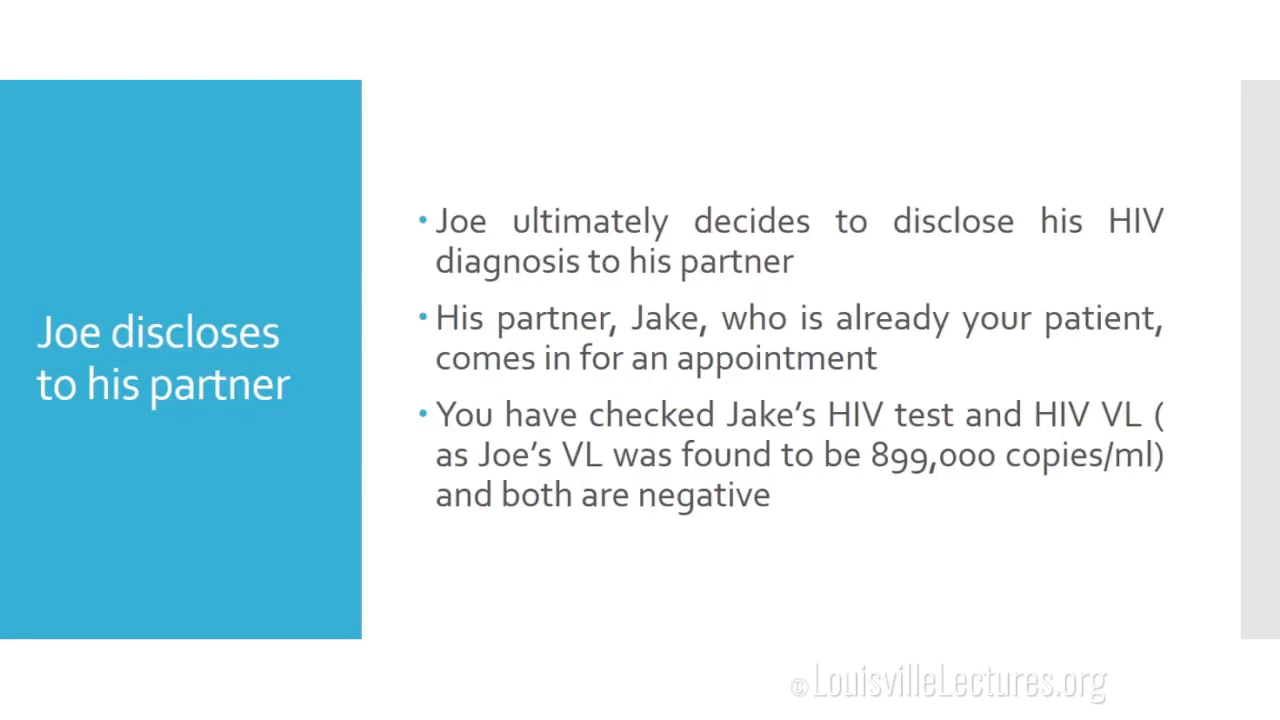 Joe discloses
to his partner
• Joe ultimately decides to disclose his HIV
diagnosis to his partner
• His partner, Jake, who is already your patient,
comes in for an appointment
• You have checked Jake’s HIV test and HIV VL (
as Joe’s VL was found to be 899,000 copies/ml)
and both are negative
©LouisvilleLectures.org